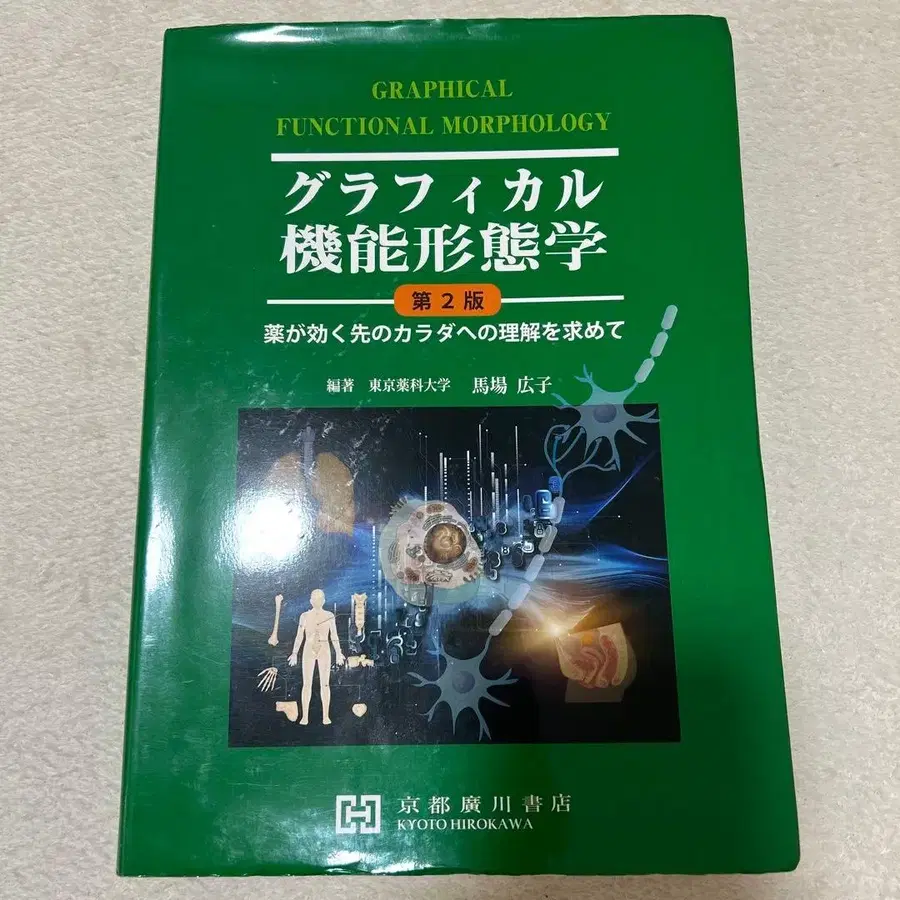 GRAPHICAL
FUNCTIONAL MORPHOLOGY
グラフィカル
機能形態学
第2版
薬が効く先のカラダへの理解を求めて
編著 東京薬科大学 馬場 広子
京都廣川書店
KYOTO HIROKAWA